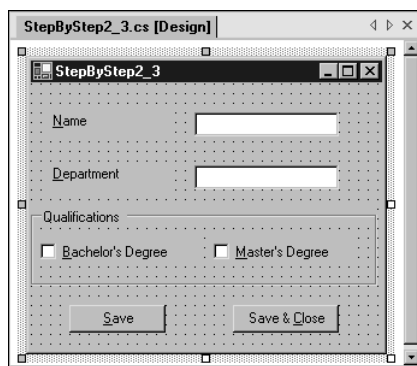 StepByStep2_3.cs [Design]
StepByStep2_3
Name
Department
Qualifications
Bachelor's Degree Master's Degree
Save Save & Close